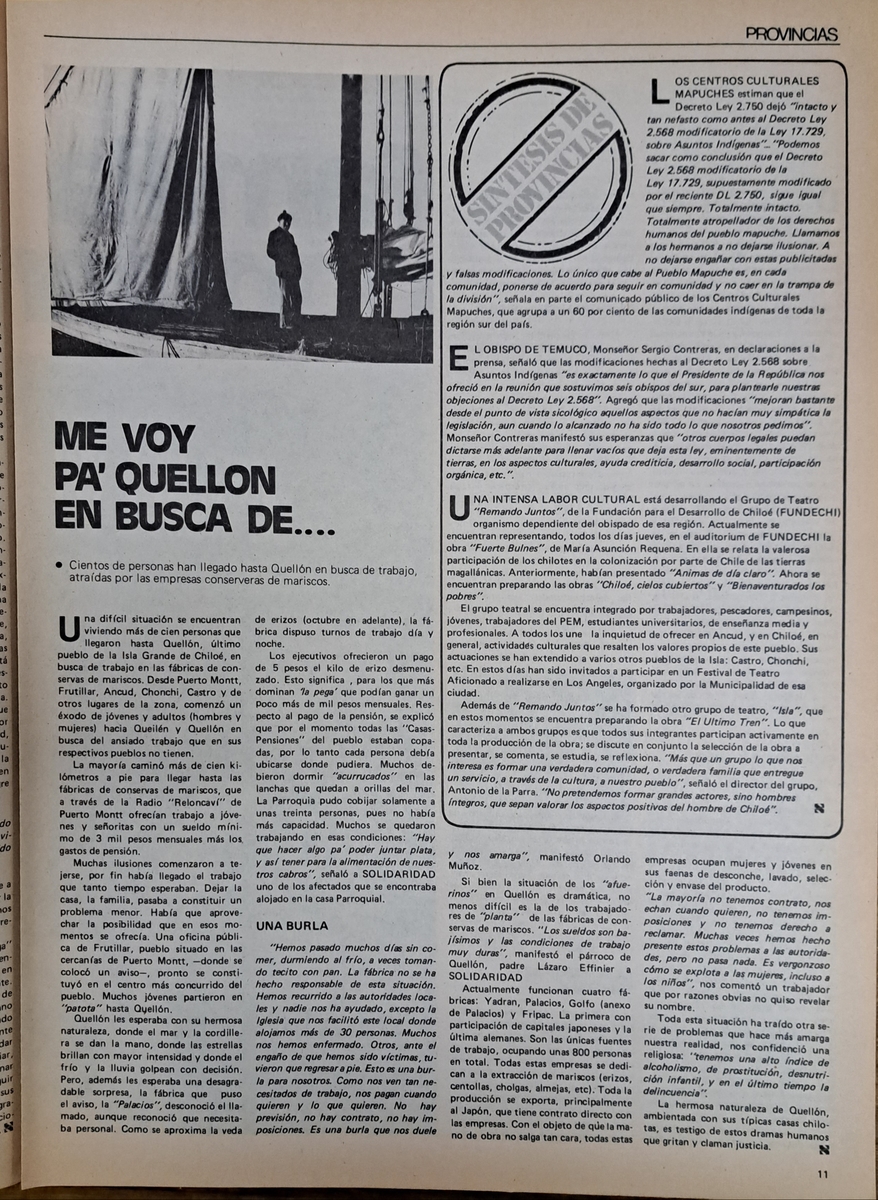 PROVINCIAS
ME VOY
PA' QUELLON
EN BUSCA DE....
● Cientos de personas han llegado hasta Quellón en busca de trabajo,
atraídas por las empresas conserveras de mariscos.
Una difícil situación se encuentran
viviendo más de cien personas que
llegaron hasta Quellón, último
pueblo de la Isla Grande de Chiloé, en
busca de trabajo en las fábricas de con-
servas de mariscos. Desde Puerto Montt,
Frutillar, Ancud, Chonchi, Castro y de
otros lugares de la zona, comenzó un
éxodo de jóvenes y adultos (hombres y
mujeres) hacia Queilén y Quellón en
busca del ansiado trabajo que en sus
respectivos pueblos no tienen.
La mayoría caminó más de cien ki-
lómetros a pie para llegar hasta las
fábricas de conservas de mariscos, que
a través de la Radio "Reloncaví" de
Puerto Montt ofrecían trabajo a jóve-
nes y señoritas con un sueldo míni-
mo de 3 mil pesos mensuales más los
gastos de pensión.
Muchas ilusiones comenzaron a te-
jerse, por fin había llegado el trabajo
que tanto tiempo esperaban. Dejar la
casa, la familia, pasaba a constituir un
problema menor. Había que aprove-
char la posibilidad que en esos mo-
mentos se ofrecía. Una oficina públi-
ca de Frutillar, pueblo situado en las
cercanías de Puerto Montt, —donde se
colocó un aviso—, pronto se consti-
tuyó en el centro más concurrido del
pueblo. Muchos jóvenes partieron en
"patota" hasta Quellón.
Quellón les esperaba con su hermosa
naturaleza, donde el mar y la cordille-
ra se dan la mano, donde las estrellas
brillan con mayor intensidad y donde el
frío y la lluvia golpean con decisión.
Pero, además les esperaba una desagra-
dable sorpresa, la fábrica que puso
el aviso, la "Palacios", desconoció el lla-
mado, aunque reconoció que necesita-
ba personal. Como se aproxima la veda
de erizos (octubre en adelante), la fá-
brica dispuso turnos de trabajo día y
noche.
Los ejecutivos ofrecieron un pago
de 5 pesos el kilo de erizo desmenu-
zado. Esto significa , para los que más
dominan 'la pega" que podían ganar un
poco más de mil pesos mensuales. Res-
pecto al pago de la pensión, se explicó
que por el momento todas las "Casas-
Pensiones" del pueblo estaban copa-
das, por lo tanto cada persona debía
ubicarse donde pudiera. Muchos de-
bieron dormir "acurrucados" en las
lanchas que quedan a orillas del mar.
La Parroquia pudo cobijar solamente a
unas treinta personas, pues no había
más capacidad. Muchos se quedaron
trabajando en esas condiciones: "Hay
que hacer algo pa' poder juntar plata,
y así tener para la alimentación de nues-
tros cabros", señaló a SOLIDARIDAD
uno de los afectados que se encontraba
alojado en la casa Parroquial.
UNA BURLA
"Hemos pasado muchos días sin co-
mer, durmiendo al frío, a veces toman-
do tecito con pan. La fábrica no se ha
hecho responsable de esta situación.
Hemos recurrido a las autoridades loca-
les y nadie nos ha ayudado, excepto la
Iglesia que nos facilitó este local donde
alojamos más de 30 personas. Muchos
nos hemos enfermado. Otros, ante el
engaño de que hemos sido víctimas, tu-
vieron que regresar a pie. Esto es una bur-
la para nosotros. Como nos ven tan ne-
cesitados de trabajo, nos pagan cuando
quieren y lo que quieren. No hay
previsión, no hay contrato, no hay im-
posiciones. Es una burla que nos duele
y nos amarga", manifestó Orlando
Muñoz.
Si bien la situación de los "afue-
rinos" en Quellón es dramática, no
menos difícil es la de los trabajado-
res de "planta" de las fábricas de con-
servas de mariscos. "Los sueldos son ba-
jísimos y las condiciones de trabajo
muy duras", manifestó el párroco de
Quellón, padre Lázaro Effinier a
SOLIDARIDAD
Actualmente funcionan cuatro fá-
bricas: Yadran, Palacios, Golfo (anexo
de Palacios) y Fripac. La primera con
participación de capitales japoneses y la
última alemanes. Son las únicas fuentes
de trabajo, ocupando unas 800 personas
en total. Todas estas empresas se dedi-
can a la extracción de mariscos (erizos,
centollas, cholgas, almejas, etc). Toda la
producción se exporta, principalmente
al Japón, que tiene contrato directo con
las empresas. Con el objeto de que la ma-
no de obra no salga tan cara, todas estas
empresas ocupan mujeres y jóvenes en
sus faenas de desconche, lavado, selec-
ción y envase del producto.
"La mayoría no tenemos contrato, nos
echan cuando quieren, no tenemos im-
posiciones y no tenemos derecho a
reclamar. Muchas veces hemos hecho
presente estos problemas a las autorida-
des, pero no pasa nada. Es vergonzoso
cómo se explota a las mujeres, incluso a
los niños", nos comentó un trabajador
que por razones obvias no quiso revelar
su nombre.
Toda esta situación ha traído otra se-
rie de problemas que hace más amarga
nuestra realidad, nos confidenció una
religiosa: "tenemos una alto índice de
alcoholismo, de prostitución, desnutri-
ción infantil, y en el último tiempo la
delincuencia".
La hermosa naturaleza de Quellón,
ambientada con sus típicas casas chilo-
tas, es testigo de estos dramas humanos
que gritan y claman justicia.
SINTESIS DE
PROVINCIAS
LOS CENTROS CULTURALES
MAPUCHES estiman que el
Decreto Ley 2.750 dejó "intacto y
tan nefasto como antes al Decreto Ley
2.568 modificatorio de la Ley 17.729,
sobre Asuntos Indígenas"... "Podemos
sacar como conclusión que el Decreto
Ley 2.568 modificatorio de la
Ley 17.729, supuestamente modificado
por el reciente DL 2.750, sigue igual
que siempre. Totalmente intacto.
Totalmente atropellador de los derechos
humanos del pueblo mapuche. Llamamos
a los hermanos a no dejarse ilusionar. A
no dejarse engañar con estas publicitadas
y falsas modificaciones. Lo único que cabe al Pueblo Mapuche es, en cada
comunidad, ponerse de acuerdo para seguir en comunidad y no caer en la trampa de
la división", señala en parte el comunicado público de los Centros Culturales
Mapuches, que agrupa a un 60 por ciento de las comunidades indígenas de toda la
región sur del país.
EL OBISPO DE TEMUCO, Monseñor Sergio Contreras, en declaraciones a la
prensa, señaló que las modificaciones hechas al Decreto Ley 2.568 sobre
Asuntos Indígenas "es exactamente lo que el Presidente de la República nos
ofreció en la reunión que sostuvimos seis obispos del sur, para plantearle nuestras
objeciones al Decreto Ley 2.568". Agregó que las modificaciones "mejoran bastante
desde el punto de vista sicológico aquellos aspectos que no hacían muy simpática la
legislación, aun cuando lo alcanzado no ha sido todo lo que nosotros pedimos".
Monseñor Contreras manifestó sus esperanzas que "otros cuerpos legales puedan
dictarse más adelante para llenar vacíos que deja esta ley, eminentemente de
tierras, en los aspectos culturales, ayuda crediticia, desarrollo social, participación
orgánica, etc.".
UNA INTENSA LABOR CULTURAL está desarrollando el Grupo de Teatro
"Remando Juntos", de la Fundación para el Desarrollo de Chiloé (FUNDECHI)
organismo dependiente del obispado de esa región. Actualmente se
encuentran representando, todos los días jueves, en el auditorium de FUNDECHI la
obra "Fuerte Bulnes", de María Asunción Requena. En ella se relata la valerosa
participación de los chilotes en la colonización por parte de Chile de las tierras
magallánicas. Anteriormente, habían presentado "Animas de día claro". Ahora se
encuentran preparando las obras "Chiloé, cielos cubiertos" y "Bienaventurados los
pobres".
El grupo teatral se encuentra integrado por trabajadores, pescadores, campesinos,
jóvenes, trabajadores del PEM, estudiantes universitarios, de enseñanza media y
profesionales. A todos los une la inquietud de ofrecer en Ancud, y en Chiloé, en
general, actividades culturales que resalten los valores propios de este pueblo. Sus
actuaciones se han extendido a varios otros pueblos de la Isla: Castro, Chonchi,
etc. En estos días han sido invitados a participar en un Festival de Teatro
Aficionado a realizarse en Los Angeles, organizado por la Municipalidad de esa
ciudad.
Además de "Remando Juntos" se ha formado otro grupo de teatro, "Isla", que
en estos momentos se encuentra preparando la obra "El Ultimo Tren". Lo que
caracteriza a ambos grupos es que todos sus integrantes participan activamente en
toda la producción de la obra; se discute en conjunto la selección de la obra a
presentar, se comenta, se estudia, se reflexiona. "Más que un grupo lo que nos
interesa es formar una verdadera comunidad, o verdadera familia que entregue
un servicio, a través de la cultura, a nuestro pueblo", señaló el director del grupo,
Antonio de la Parra. "No pretendemos formar grandes actores, sino hombres
íntegros, que sepan valorar los aspectos positivos del hombre de Chiloé".
11